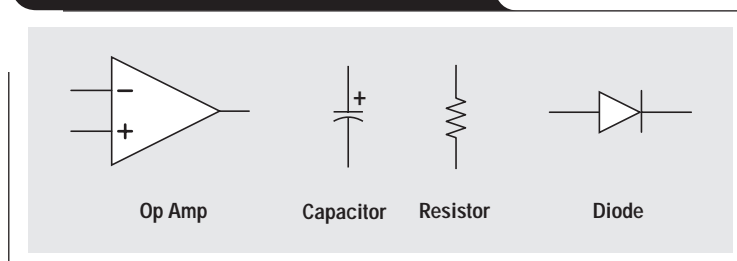 −
+
+
Op Amp Capacitor Resistor Diode